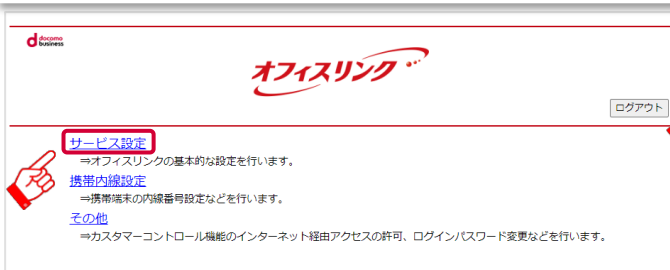 docomo
business
オフィスリンク
ログアウト
サービス設定
⇒オフィスリンクの基本的な設定を行います。
携帯内線設定
⇒携帯端末の内線番号設定などを行います。
その他
⇒カスタマーコントロール機能のインターネット経由アクセスの許可、ログインパスワード変更などを行います。